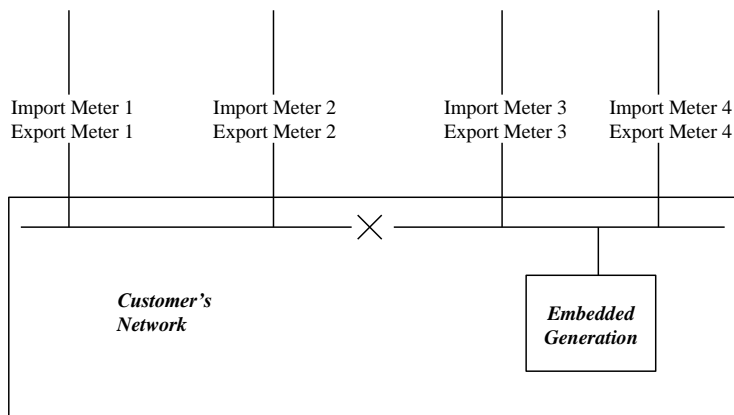 Import Meter 1
Export Meter 1
Import Meter 2
Export Meter 2
Import Meter 3
Export Meter 3
Import Meter 4
Export Meter 4
Customer’s
Network
Embedded
Generation